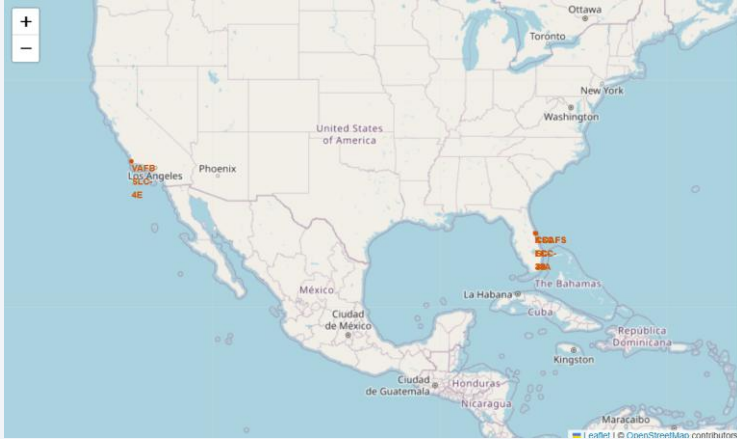 +
−
Ottawa
Toronto
New York
Washington
United States
of America
VAFB
SLC-
4E
Los Angeles
Phoenix
The Bahamas
México
La Habana
Cuba
Ciudad
de México
República
Dominicana
Kingston
Ciudad
de Guatemala
Honduras
Nicaragua
Maracaibo
Leaflet | © OpenStreetMap contributors